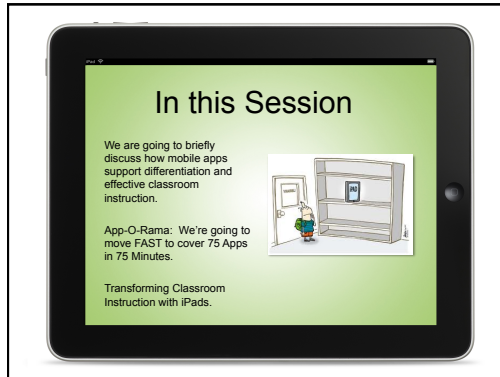 iPad
In this Session
We are going to briefly
discuss how mobile apps
support differentiation and
effective classroom
instruction.
App-O-Rama: We're going to
move FAST to cover 75 Apps
in 75 Minutes.
Transforming Classroom
Instruction with iPads.